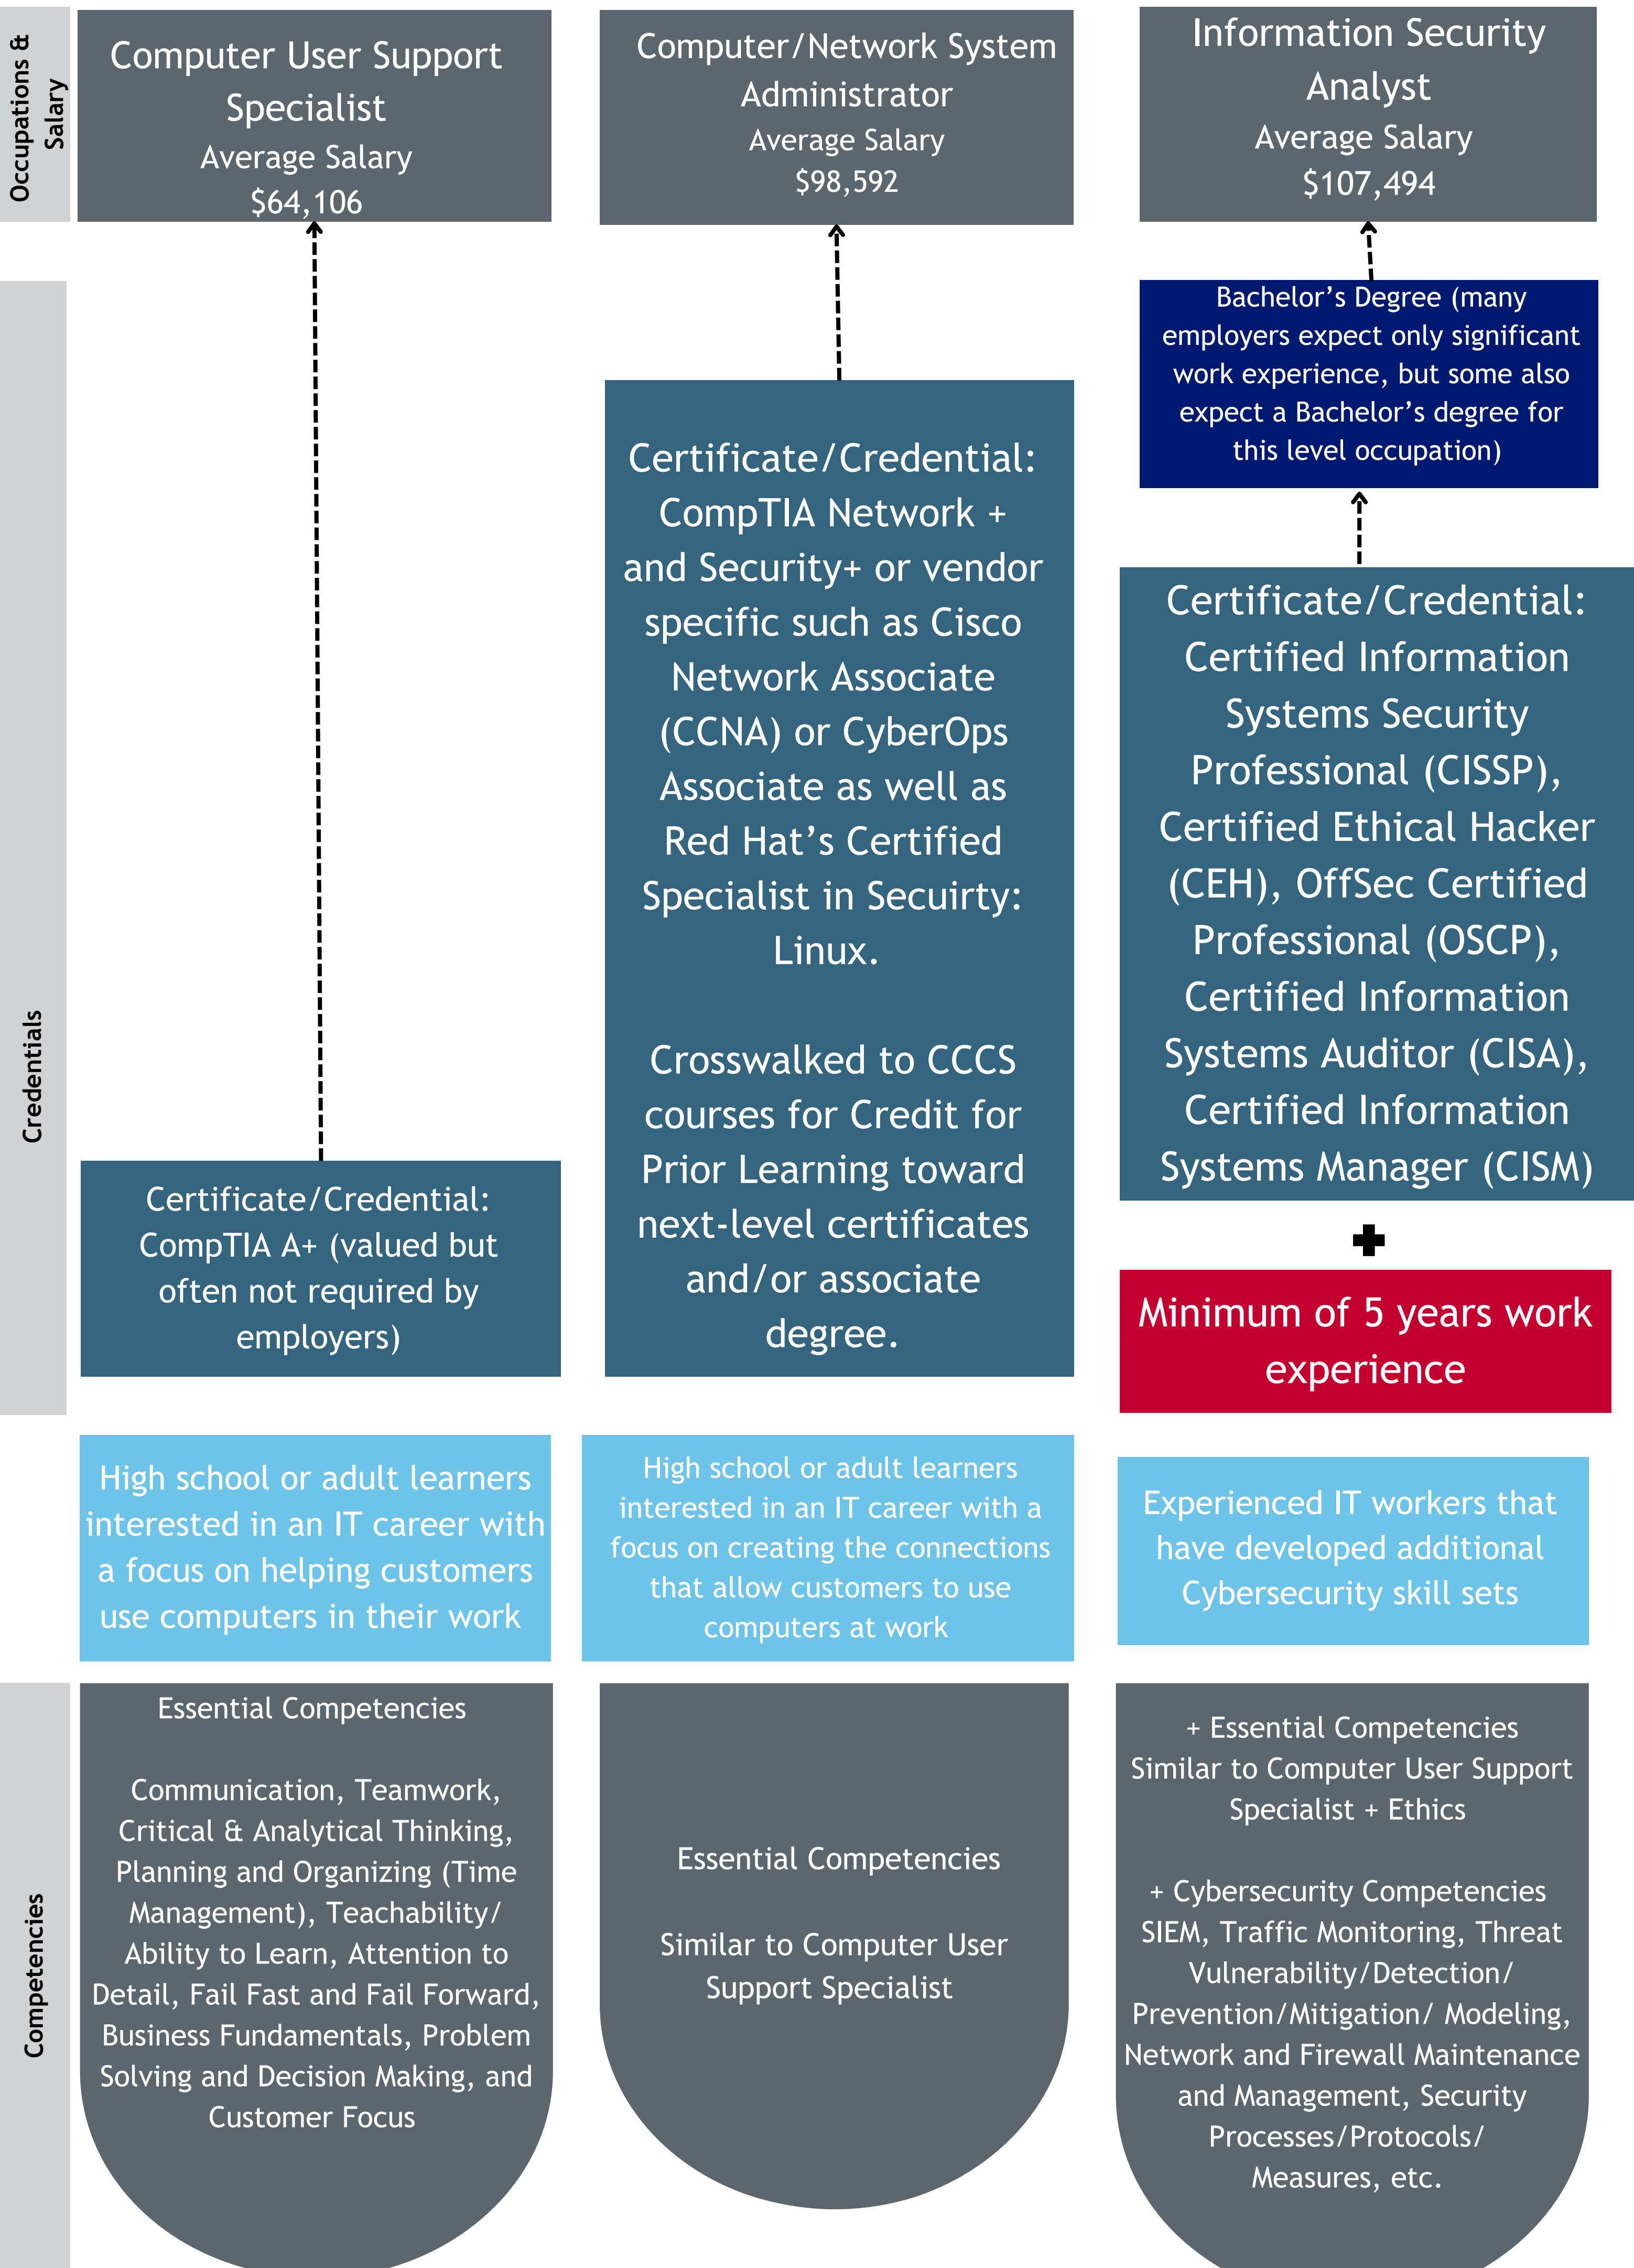 Occupations &
Salary
Computer User Support
Specialist
Average Salary
$64,106
Computer/Network System
Administrator
Average Salary
$98,592
Information Security
Analyst
Average Salary
$107,494
Credentials
Certificate/Credential:
CompTIA A+ (valued but
often not required by
employers)
Certificate/Credential:
CompTIA Network +
and Security+ or vendor
specific such as Cisco
Network Associate
(CCNA) or CyberOps
Associate as well as
Red Hat’s Certified
Specialist in Secuirty:
Linux.
Crosswalked to CCCS
courses for Credit for
Prior Learning toward
next-level certificates
and/or associate
degree.
Bachelor’s Degree (many
employers expect only significant
work experience, but some also
expect a Bachelor’s degree for
this level occupation)
Certificate/Credential:
Certified Information
Systems Security
Professional (CISSP),
Certified Ethical Hacker
(CEH), OffSec Certified
Professional (OSCP),
Certified Information
Systems Auditor (CISA),
Certified Information
Systems Manager (CISM)
Minimum of 5 years work
experience
High school or adult learners
interested in an IT career with
a focus on helping customers
use computers in their work
High school or adult learners
interested in an IT career with a
focus on creating the connections
that allow customers to use
computers at work
Experienced IT workers that
have developed additional
Cybersecurity skill sets
Competencies
Essential Competencies
Communication, Teamwork,
Critical & Analytical Thinking,
Planning and Organizing (Time
Management), Teachability/
Ability to Learn, Attention to
Detail, Fail Fast and Fail Forward,
Business Fundamentals, Problem
Solving and Decision Making, and
Customer Focus
Essential Competencies
Similar to Computer User
Support Specialist
+ Essential Competencies
Similar to Computer User Support
Specialist + Ethics
+ Cybersecurity Competencies
SIEM, Traffic Monitoring, Threat
Vulnerability/Detection/
Prevention/Mitigation/ Modeling,
Network and Firewall Maintenance
and Management, Security
Processes/Protocols/
Measures, etc.